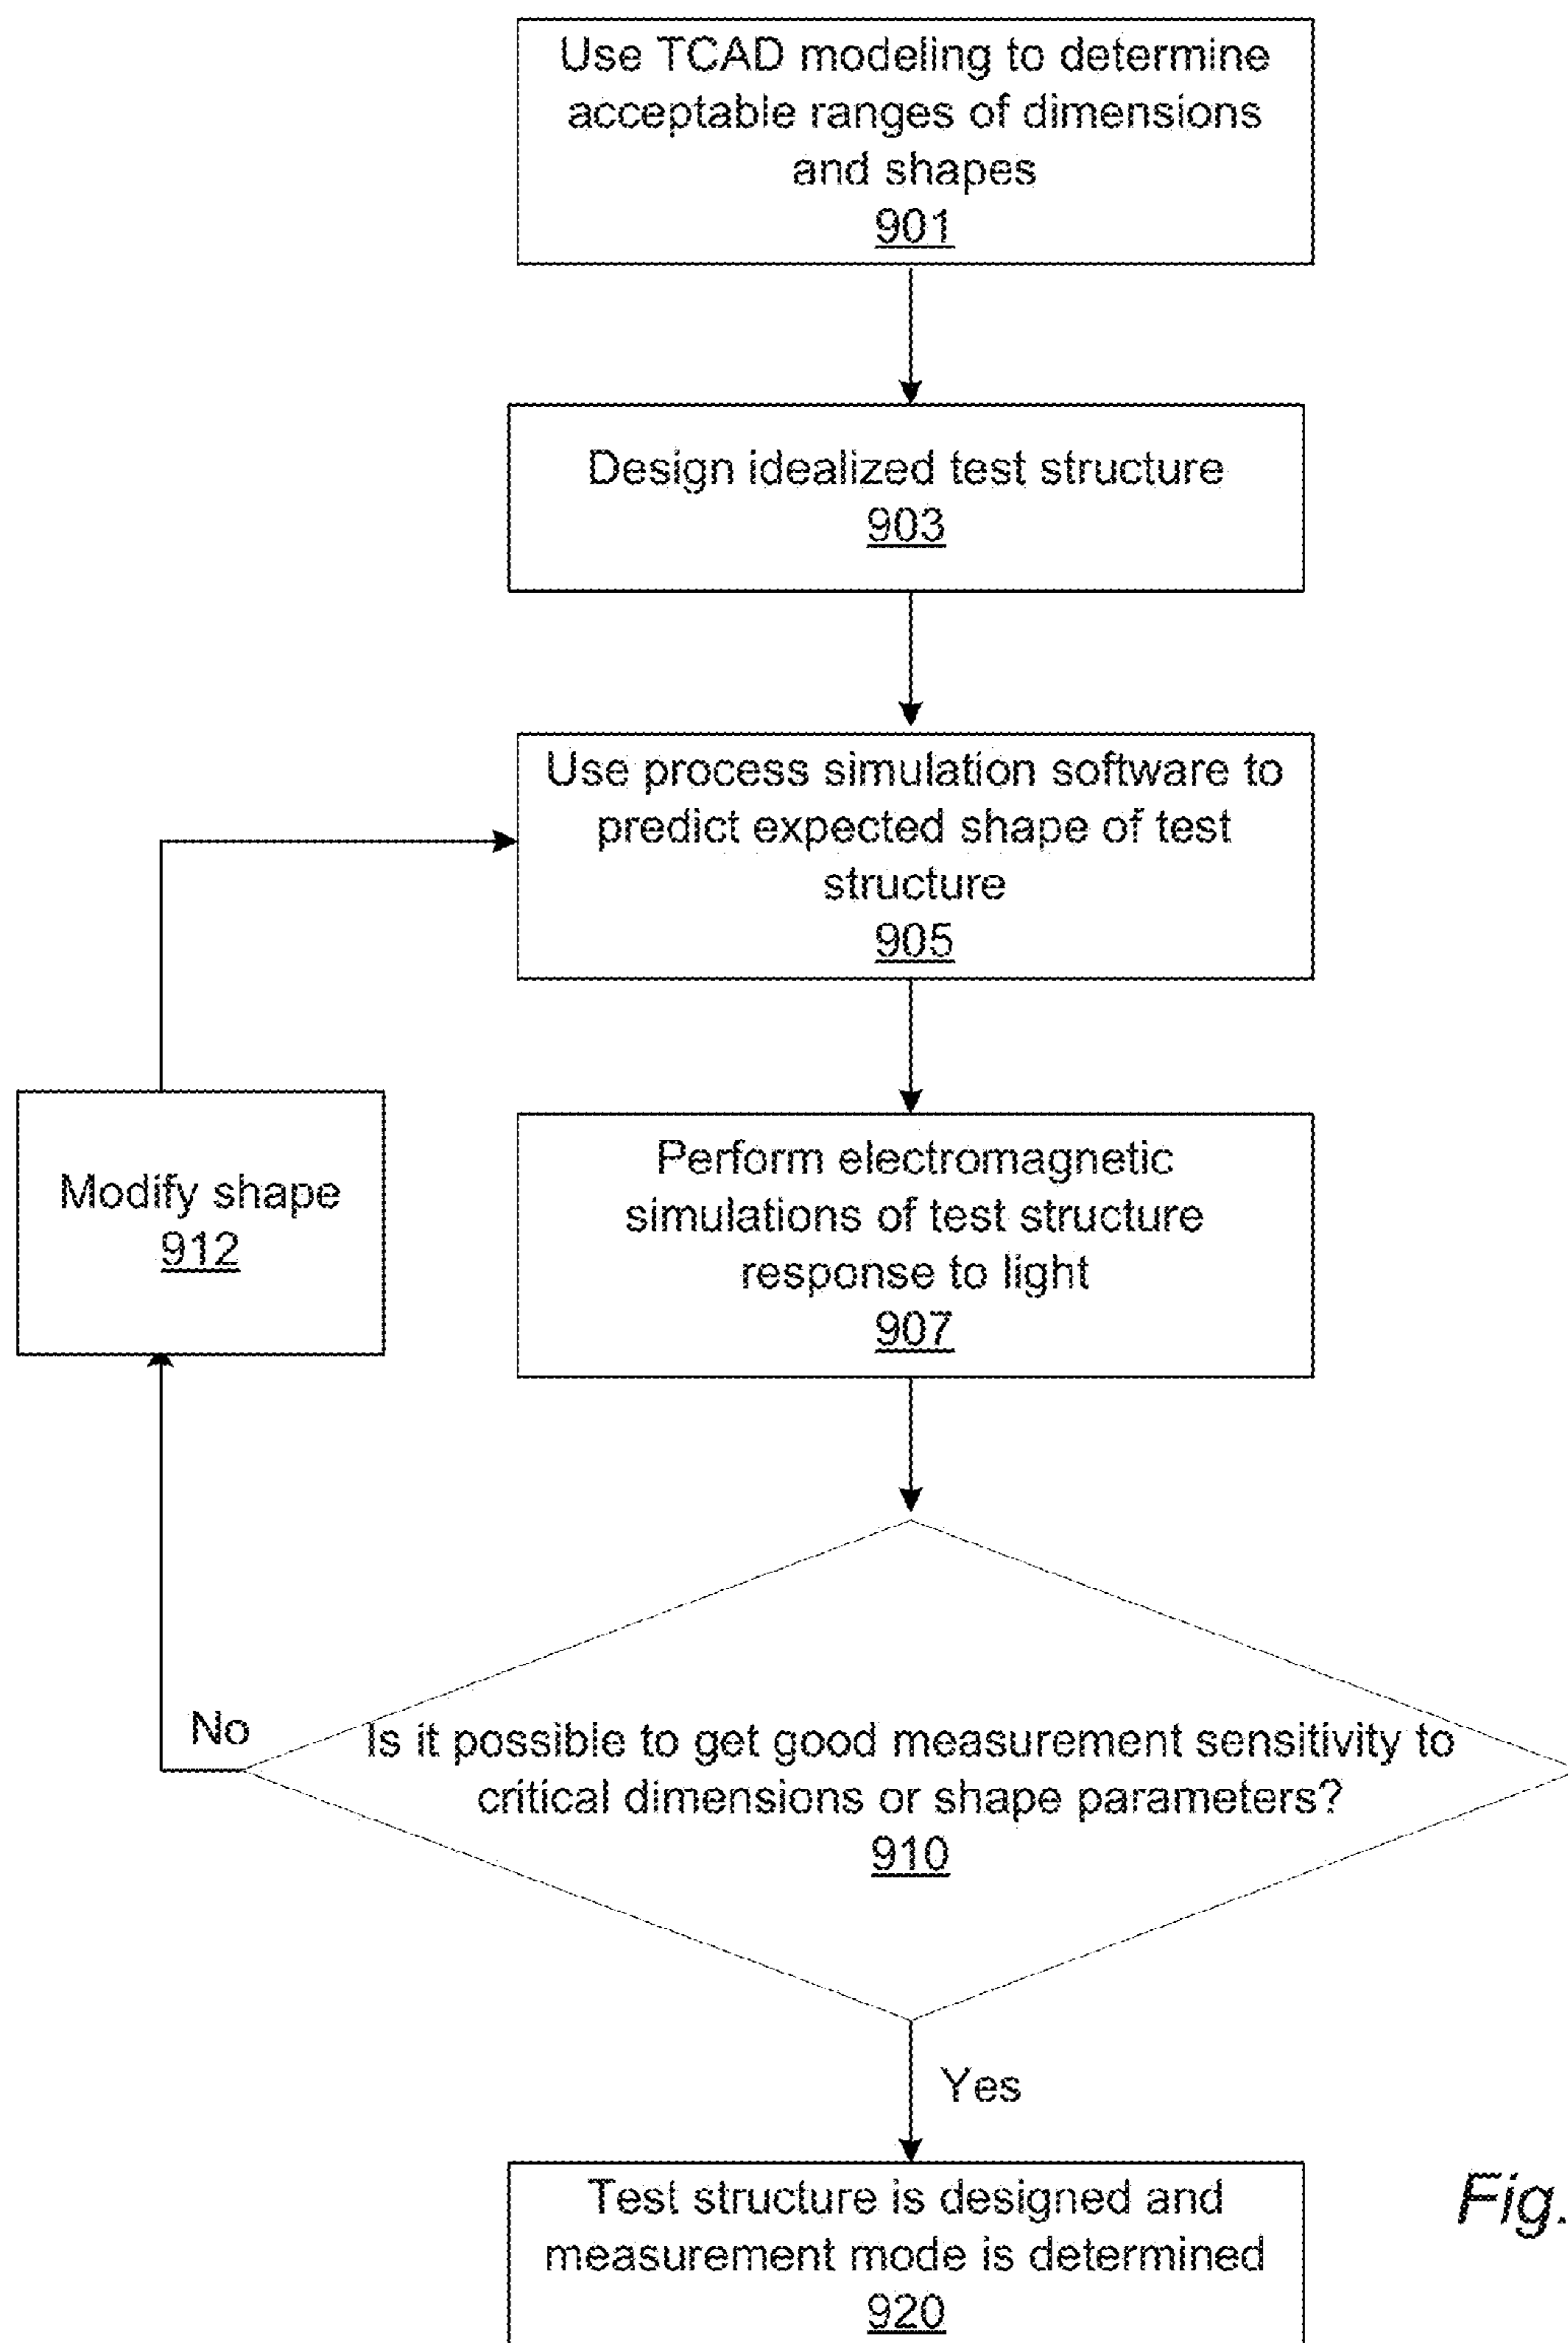 Use TCAD modeling to determine
acceptable ranges of dimensions
and shapes
901
Design idealized test structure
903
Use process simulation software to
predict expected shape of test
structure
905
Modify shape
912
Perform electromagnetic
simulations of test structure
response to light
907
No
Is it possible to get good measurement sensitivity to
critical dimensions or shape parameters?
910
Yes
Test structure is designed and
measurement mode is determined
920
Fig.